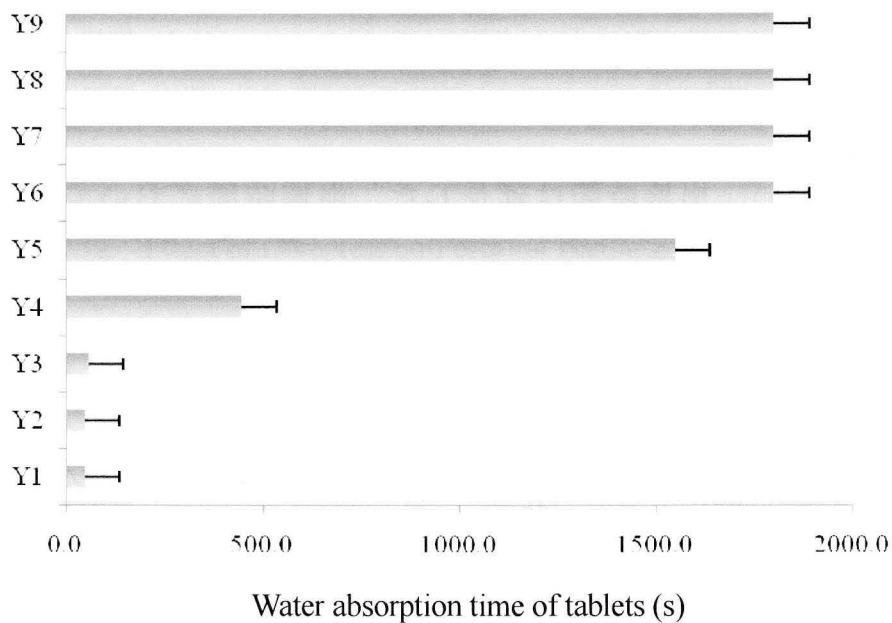 Y9
Y8
Y7
Y6
Y5
Y4
Y3
Y2
Y1
0.0 500.0 1000.0 1500.0 2000.0
Water absorption time of tablets (s)